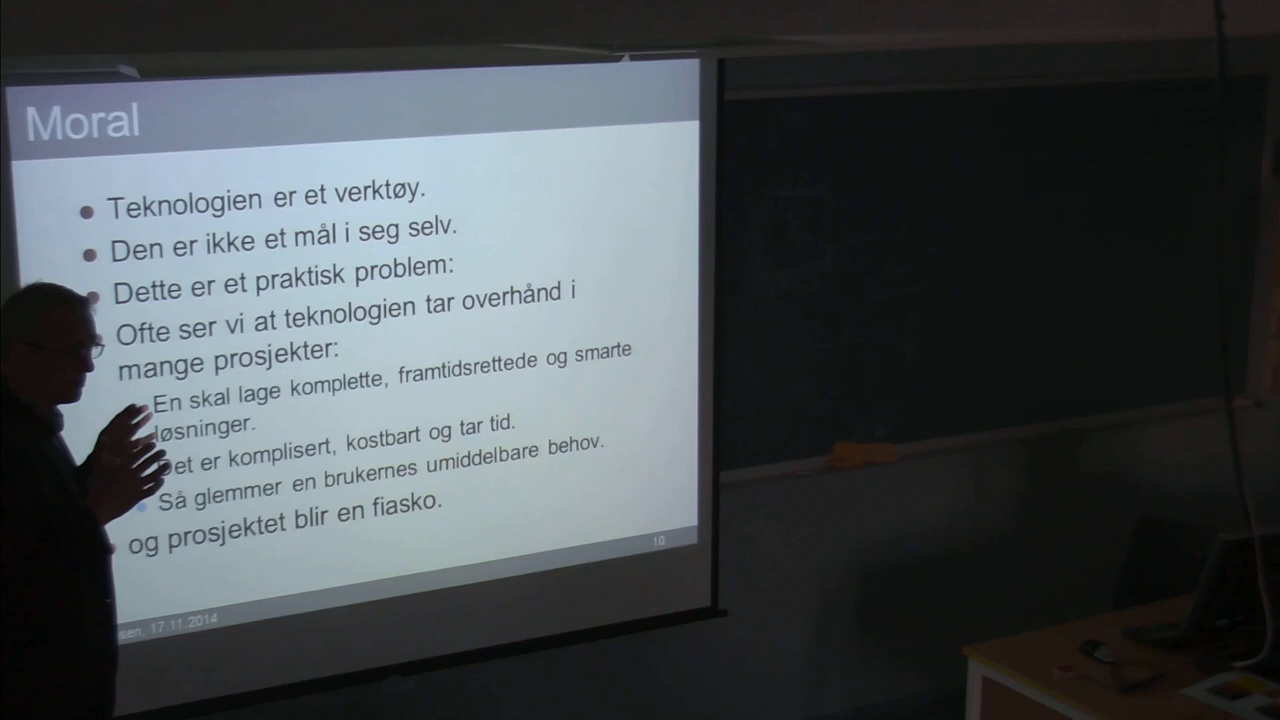 Moral
Teknologien er et verktøy.
Den er ikke et mål i seg selv.
Dette er et praktisk problem:
Ofte ser vi at teknologien tar overhånd i
mange prosjekter:
En skal lage komplette, framtidsrettede og smarte
løsninger.
Det er komplisert, kostbart og tar tid.
Så glemmer en brukernes umiddelbare behov.
og prosjektet blir en fiasko.
10
sen, 17.11.2014